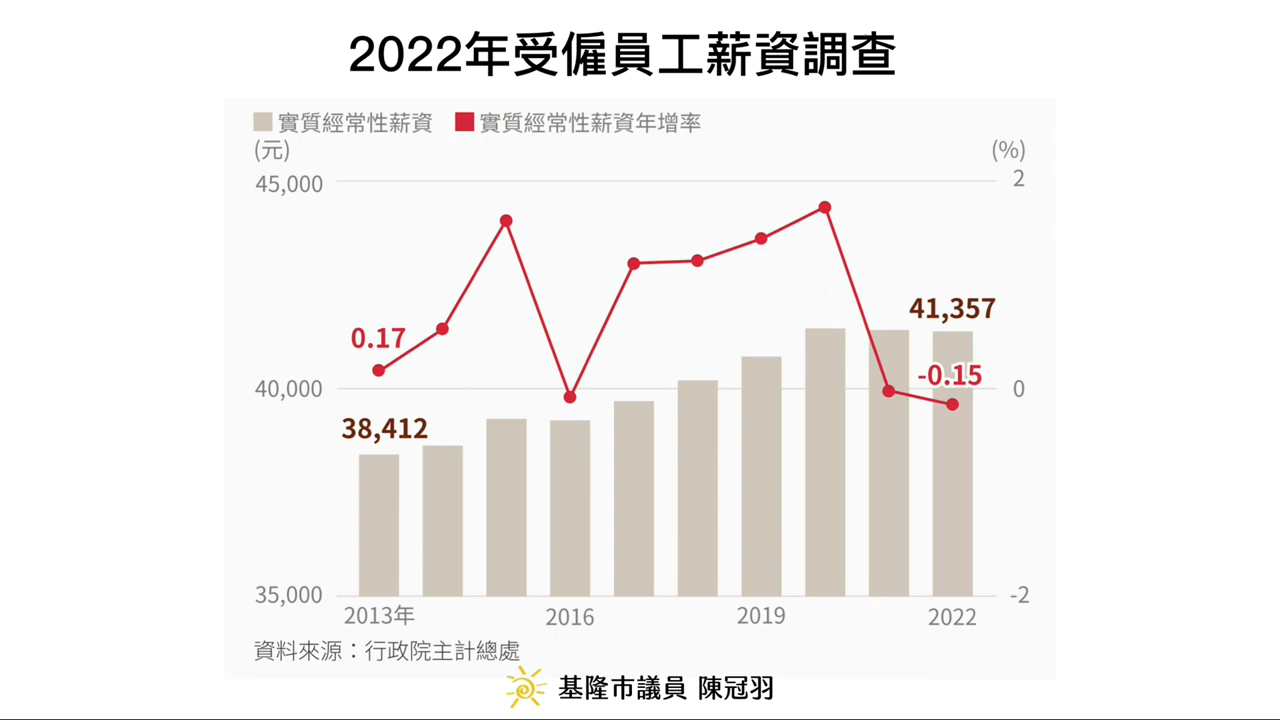 2022年受僱員工薪資調查
實質經常性薪資 實質經常性薪資年增率
(元) (%)
45,000 2
41,357
0.17
-0.15
40,000 0
38,412
35,000 -2
2013年 2016 2019 2022
資料來源：行政院主計總處
基隆市議員 陳冠羽